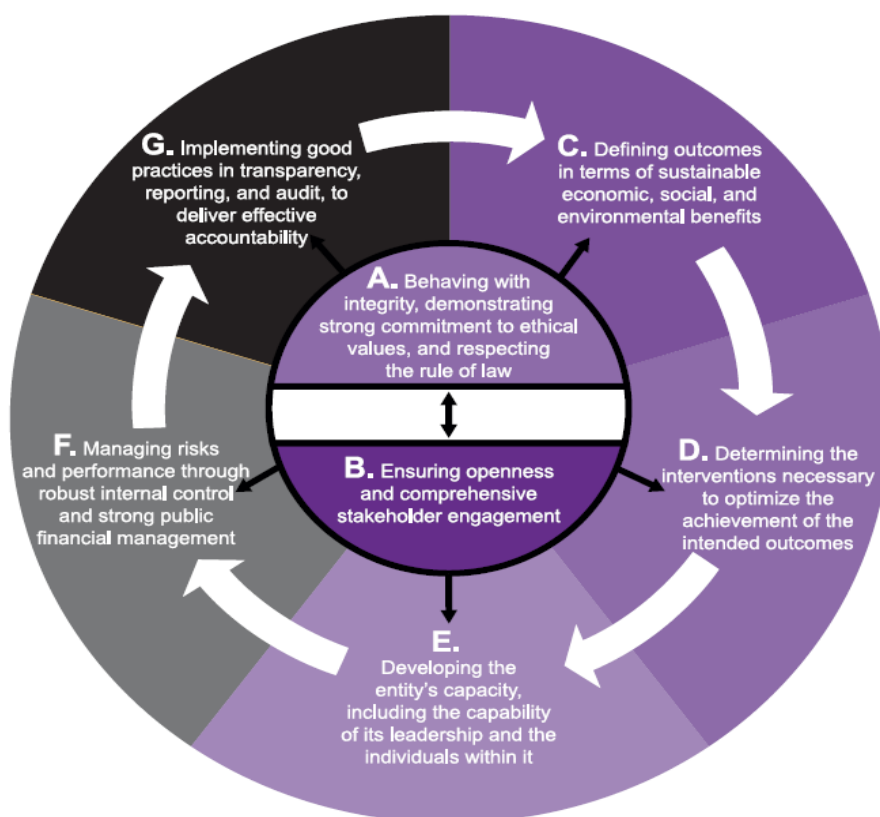 G. Implementing good
practices in transparency,
reporting, and audit, to
deliver effective
accountability
C. Defining outcomes
in terms of sustainable
economic, social, and
environmental benefits
A. Behaving with
integrity, demonstrating
strong commitment to ethical
values, and respecting
the rule of law
F. Managing risks
and performance through
robust internal control
and strong public
financial management
B. Ensuring openness
and comprehensive
stakeholder engagement
D. Determining the
interventions necessary
to optimize the
achievement of the
intended outcomes
E.
Developing the
entity's capacity,
including the capability
of its leadership and the
individuals within it